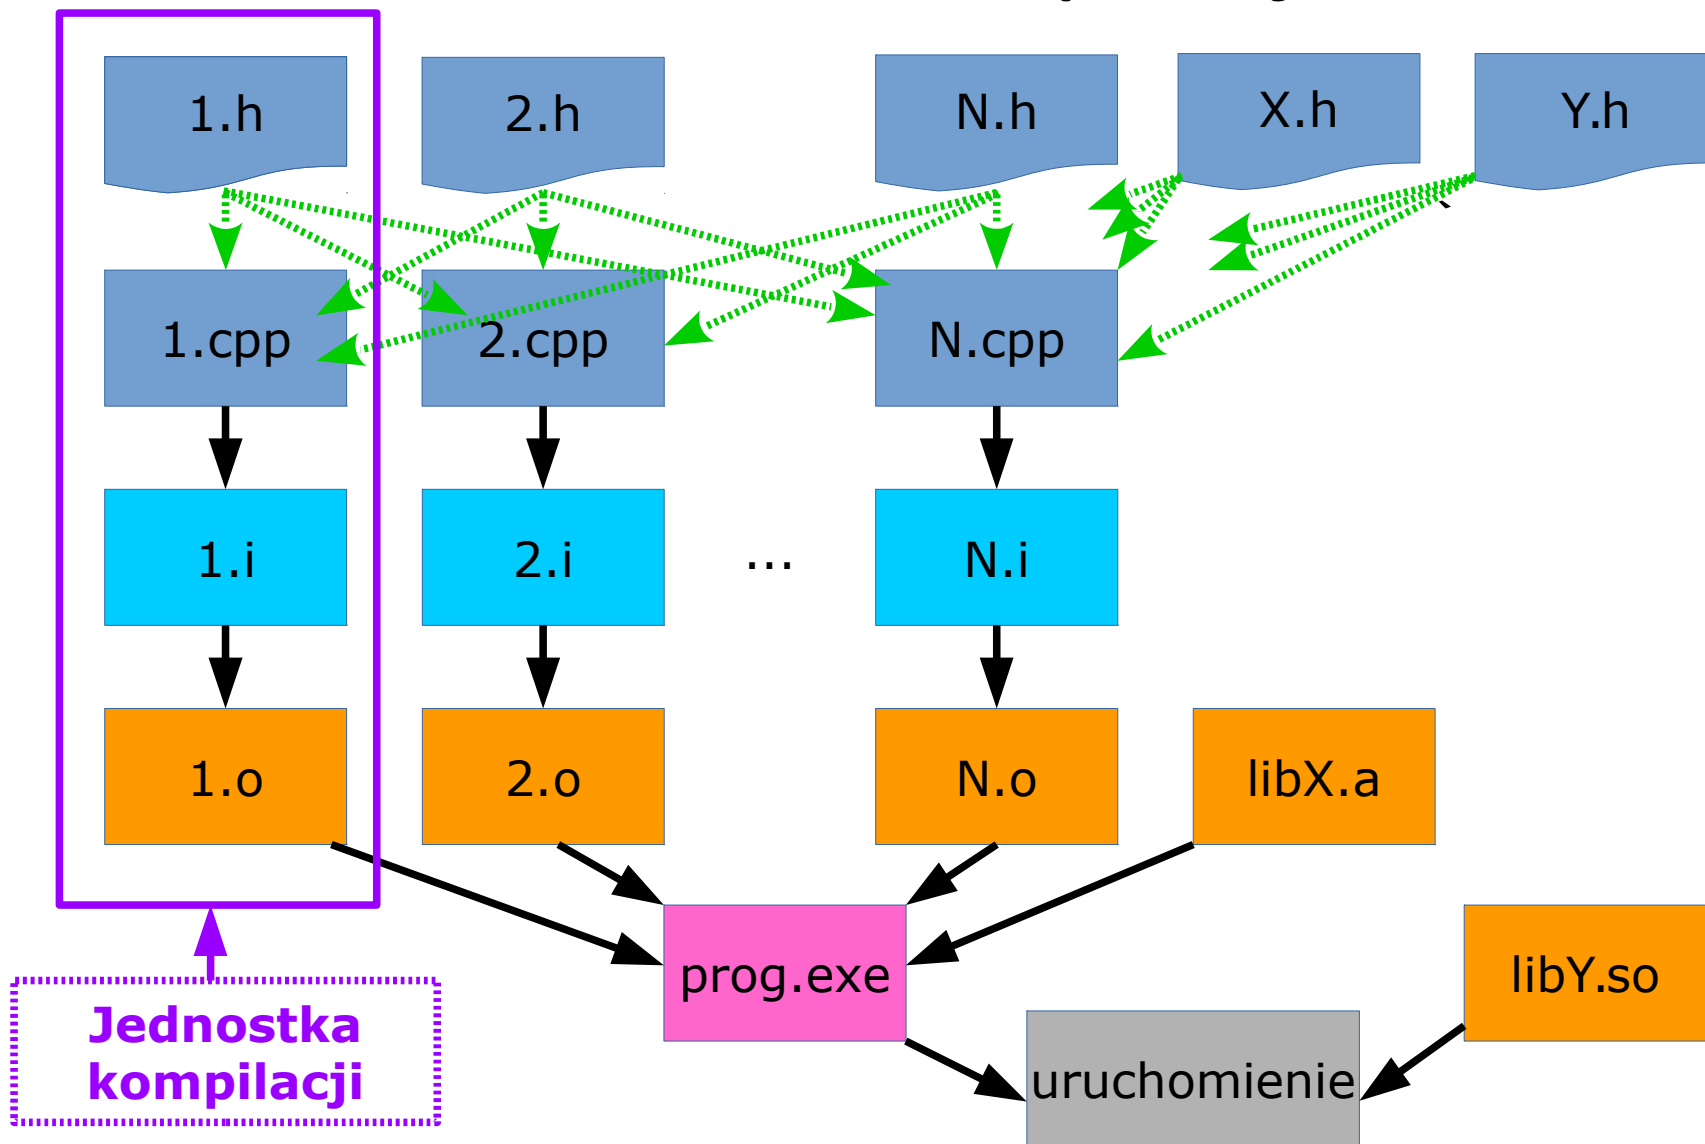 1.h
2.h
N.h
X.h
Y.h
1.cpp
2.cpp
N.cpp
1.i
2.i
...
N.i
1.o
2.o
N.o
libX.a
prog.exe
libY.so
Jednostka
kompilacji
uruchomienie